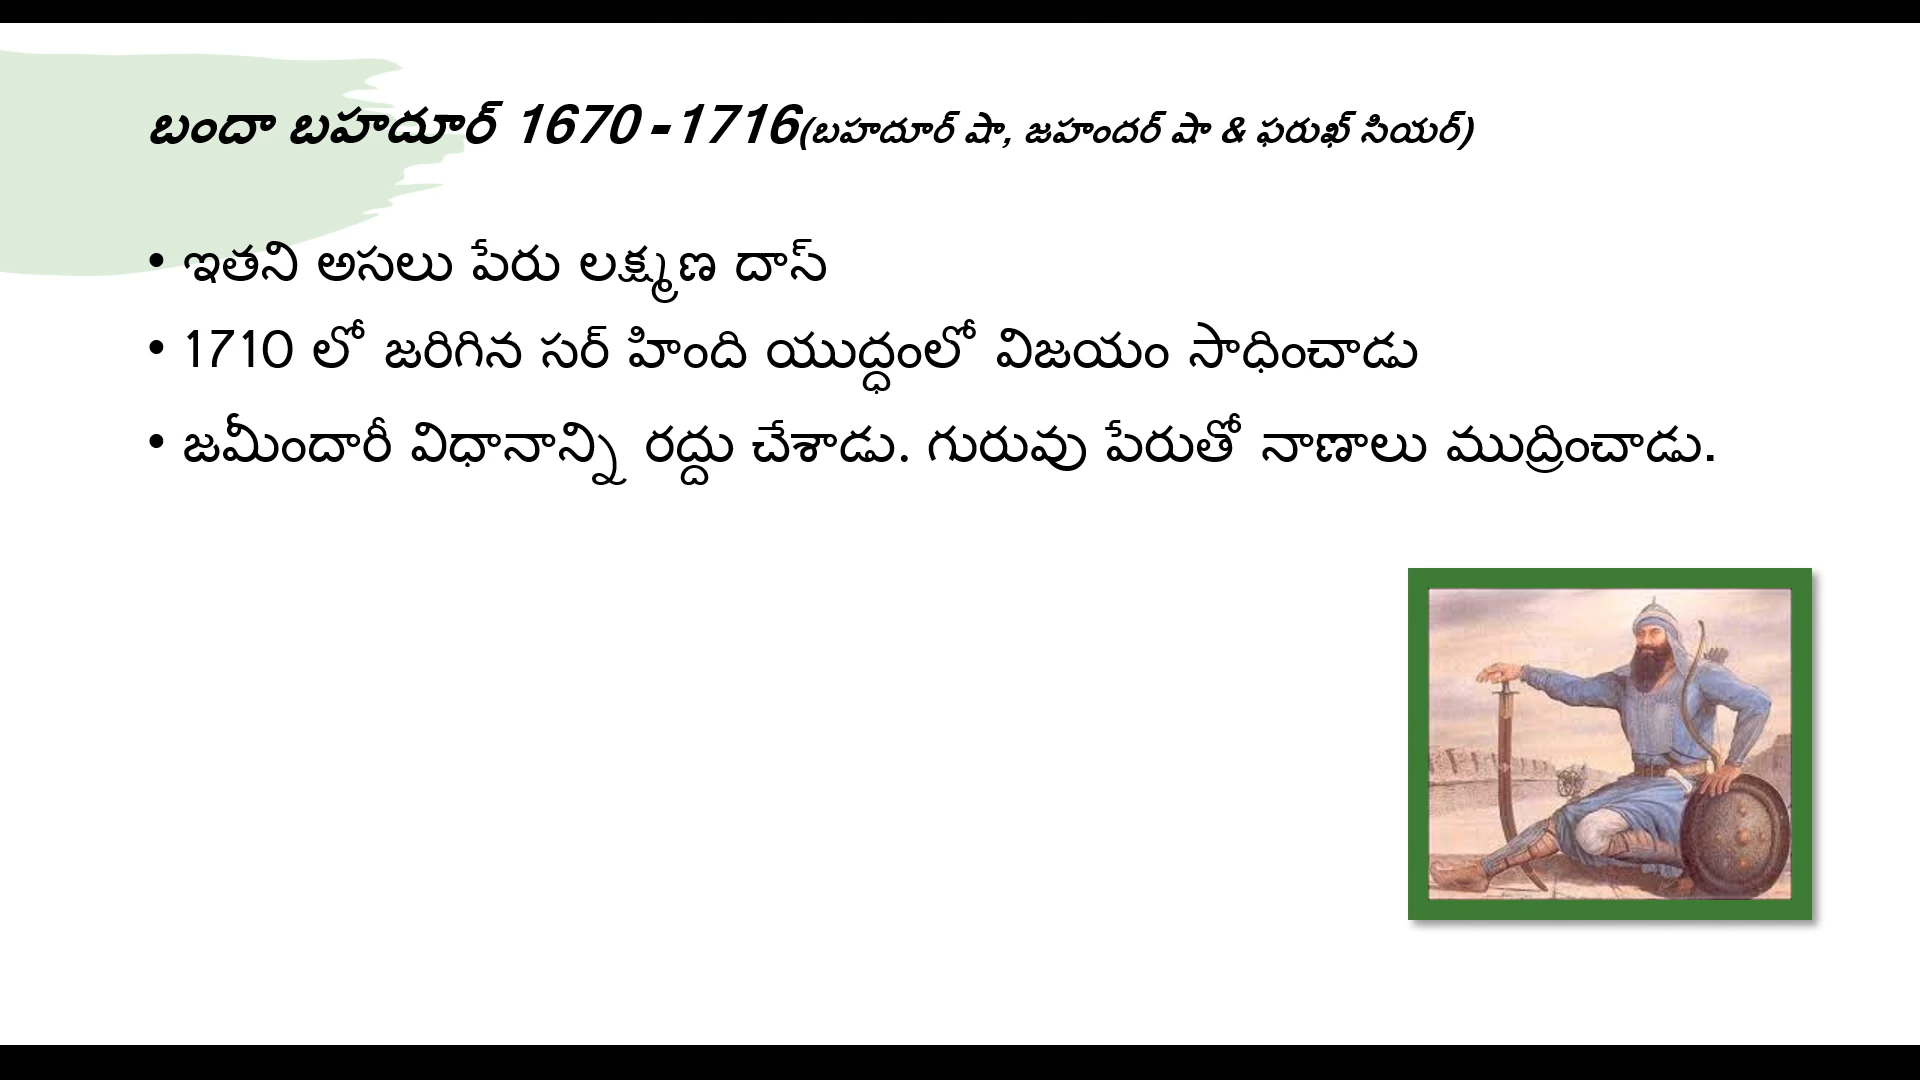 బందా బహదూర్ 1670 -1716(బహదూర్ షా, జహందర్ షా & ఫరుఖ్ సియర్)
• ఇతని అసలు పేరు లక్ష్మణ దాస్
• 1710 లో జరిగిన సర్ హింది యుద్ధంలో విజయం సాధించాడు
• జమీందారీ విధానాన్ని రద్దు చేశాడు. గురువు పేరుతో నాణాలు ముద్రించాడు.